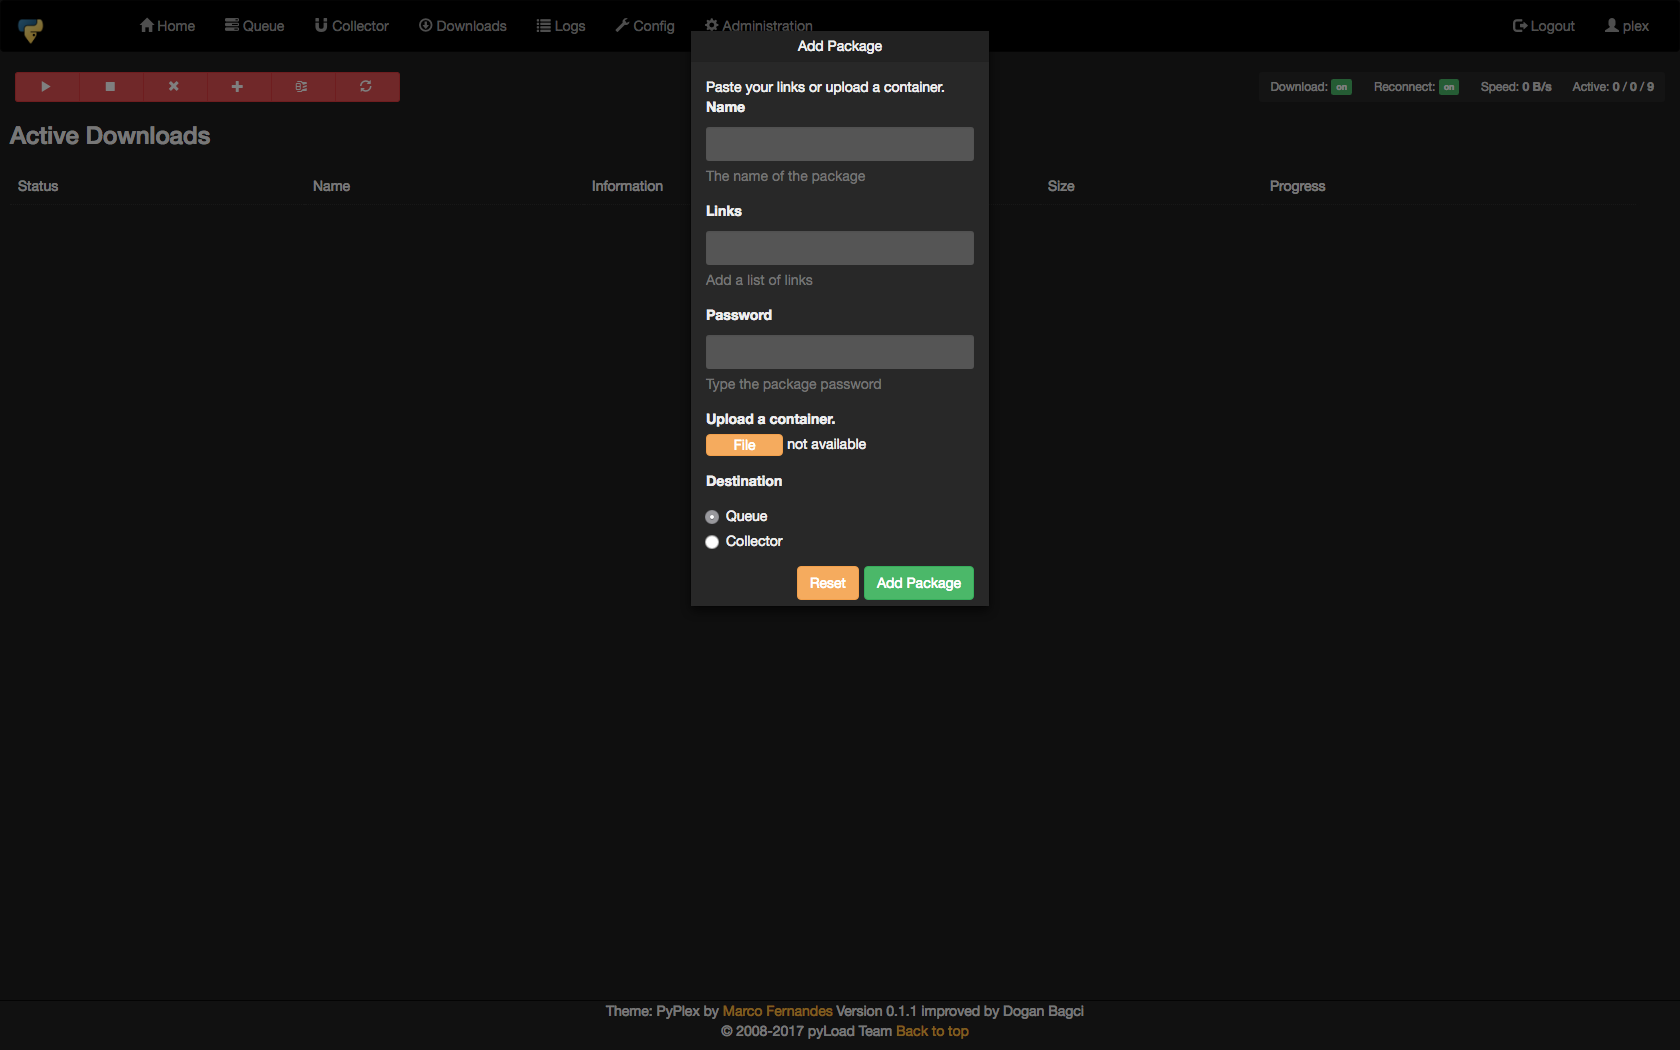 Home Queue Collector Downloads Logs Config Administration Logout plex
Add Package
Download: on Reconnect: on Speed: 0 B/s Active: 0 / 0 / 9
Active Downloads
Status Name Information Size Progress
Paste your links or upload a container.
Name
The name of the package
Links
Add a list of links
Password
Type the package password
Upload a container.
File not available
Destination
Queue
Collector
Reset Add Package
Theme: PyPlex by Marco Fernandes Version 0.1.1 improved by Dogan Bagci
© 2008-2017 pyLoad Team Back to top